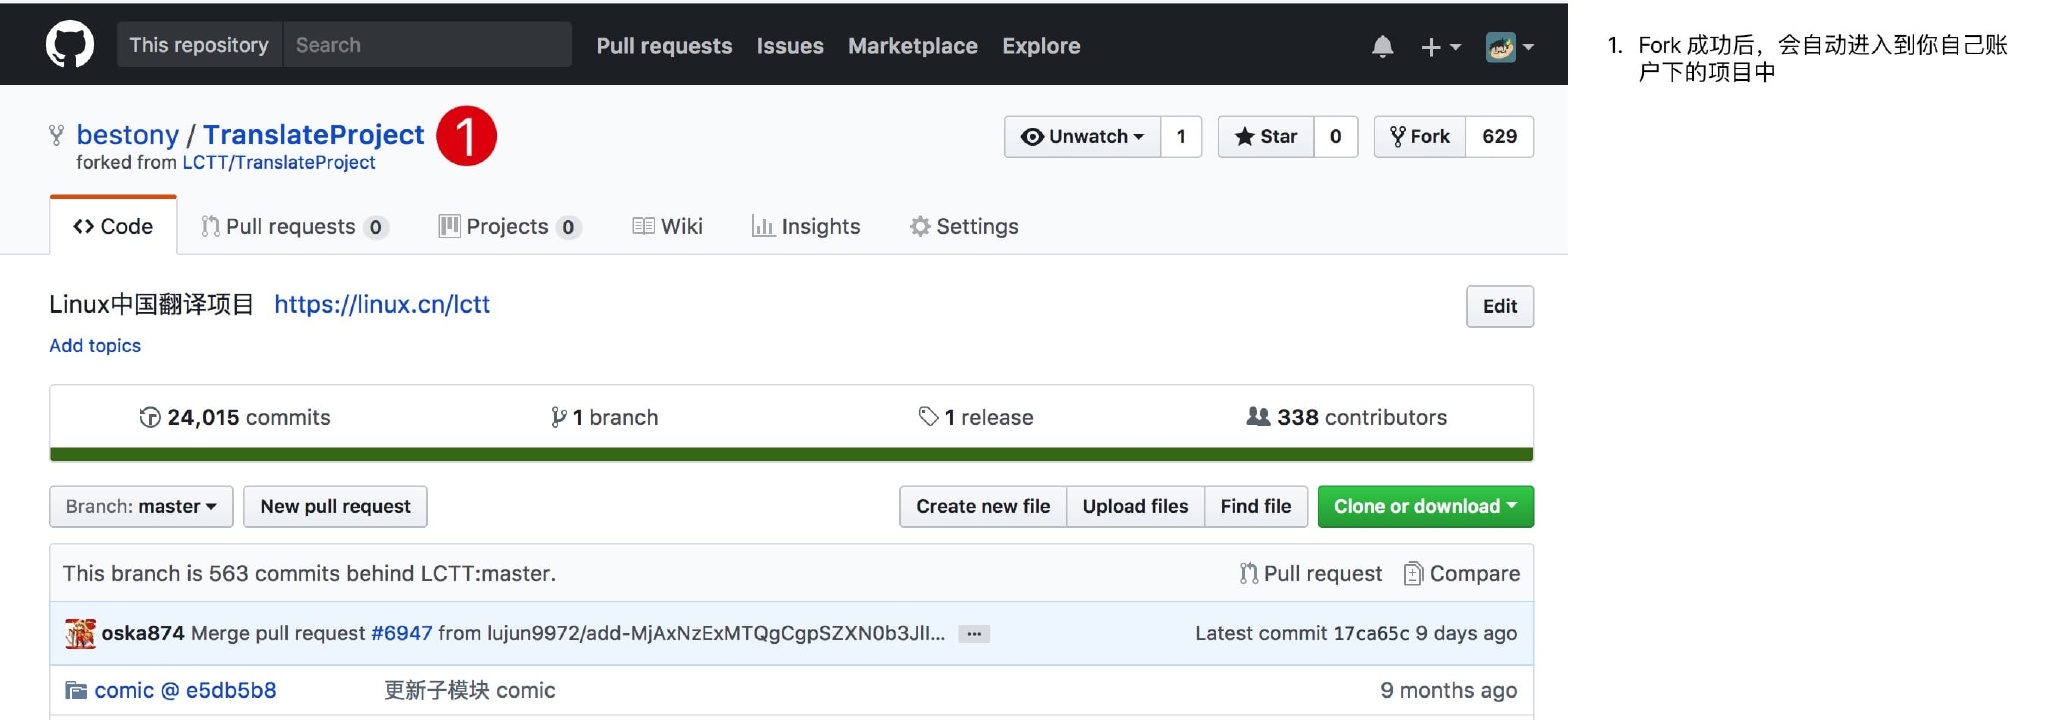 This repository Search Pull requests Issues Marketplace Explore
1. Fork 成功后，会自动进入到你自己账
户下的项目中
bestony / TranslateProject 1
forked from LCTT/TranslateProject
Unwatch 1 Star 0 Fork 629
Code Pull requests 0 Projects 0 Wiki Insights Settings
Linux中国翻译项目 https://linux.cn/lctt
Edit
Add topics
24,015 commits 1 branch 1 release 338 contributors
Branch: master New pull request Create new file Upload files Find file Clone or download
This branch is 563 commits behind LCTT:master. Pull request Compare
oska874 Merge pull request #6947 from lujun9972/add-MjAxNzExMTQgCgpSZXN0b3JlI... ... Latest commit 17ca65c 9 days ago
comic @ e5db5b8 更新子模块 comic 9 months ago